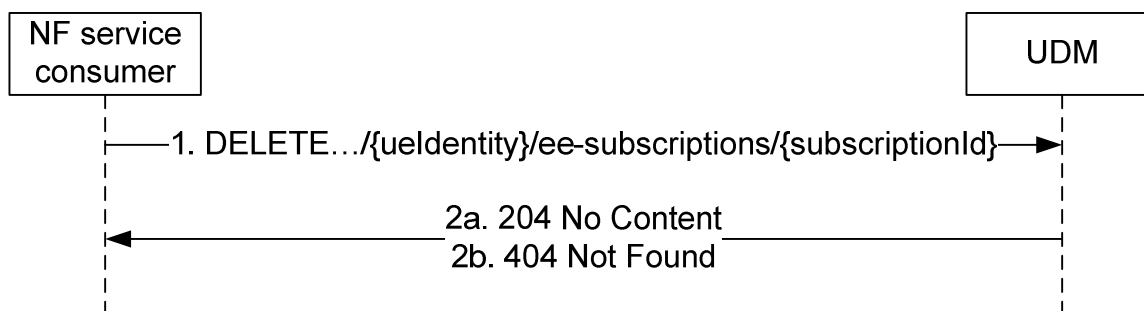 NF service
consumer
UDM
1. DELETE…/{ueIdentity}/ee-subscriptions/{subscriptionId}
2a. 204 No Content
2b. 404 Not Found